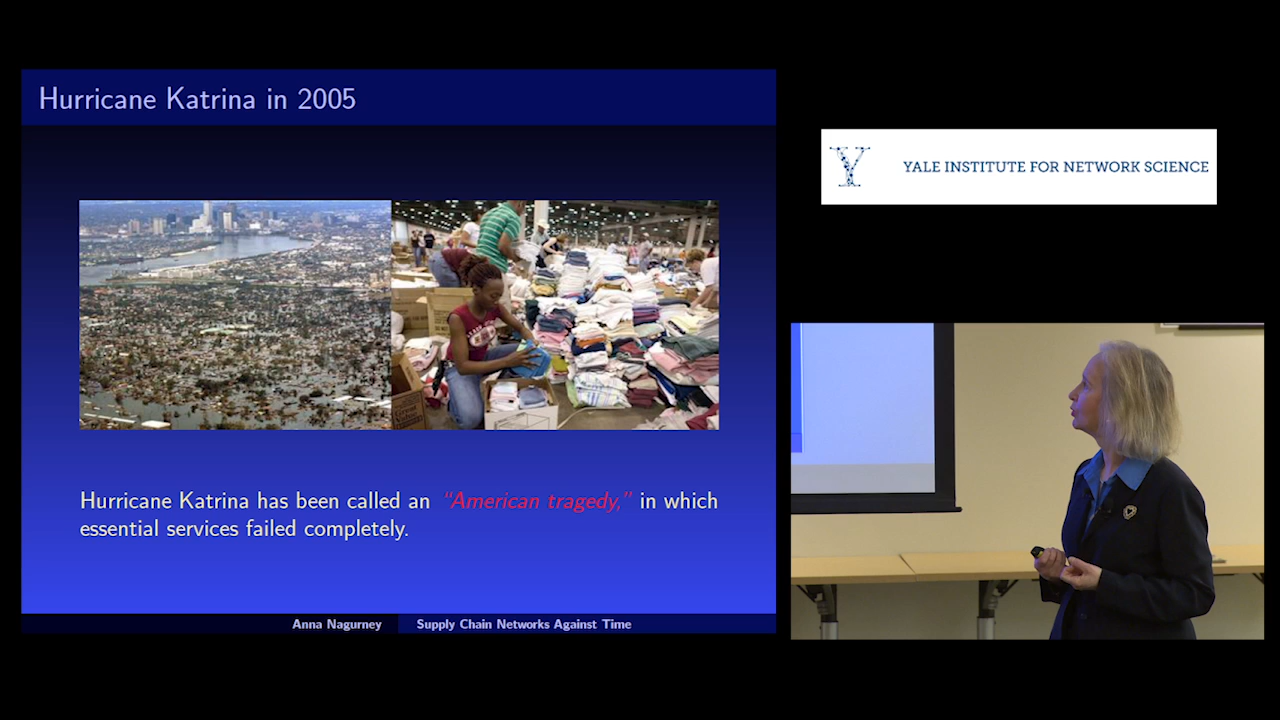 Hurricane Katrina in 2005
YALE INSTITUTE FOR NETWORK SCIENCE
Hurricane Katrina has been called an "American tragedy," in which
essential services failed completely.
Anna Nagurney
Supply Chain Networks Against Time